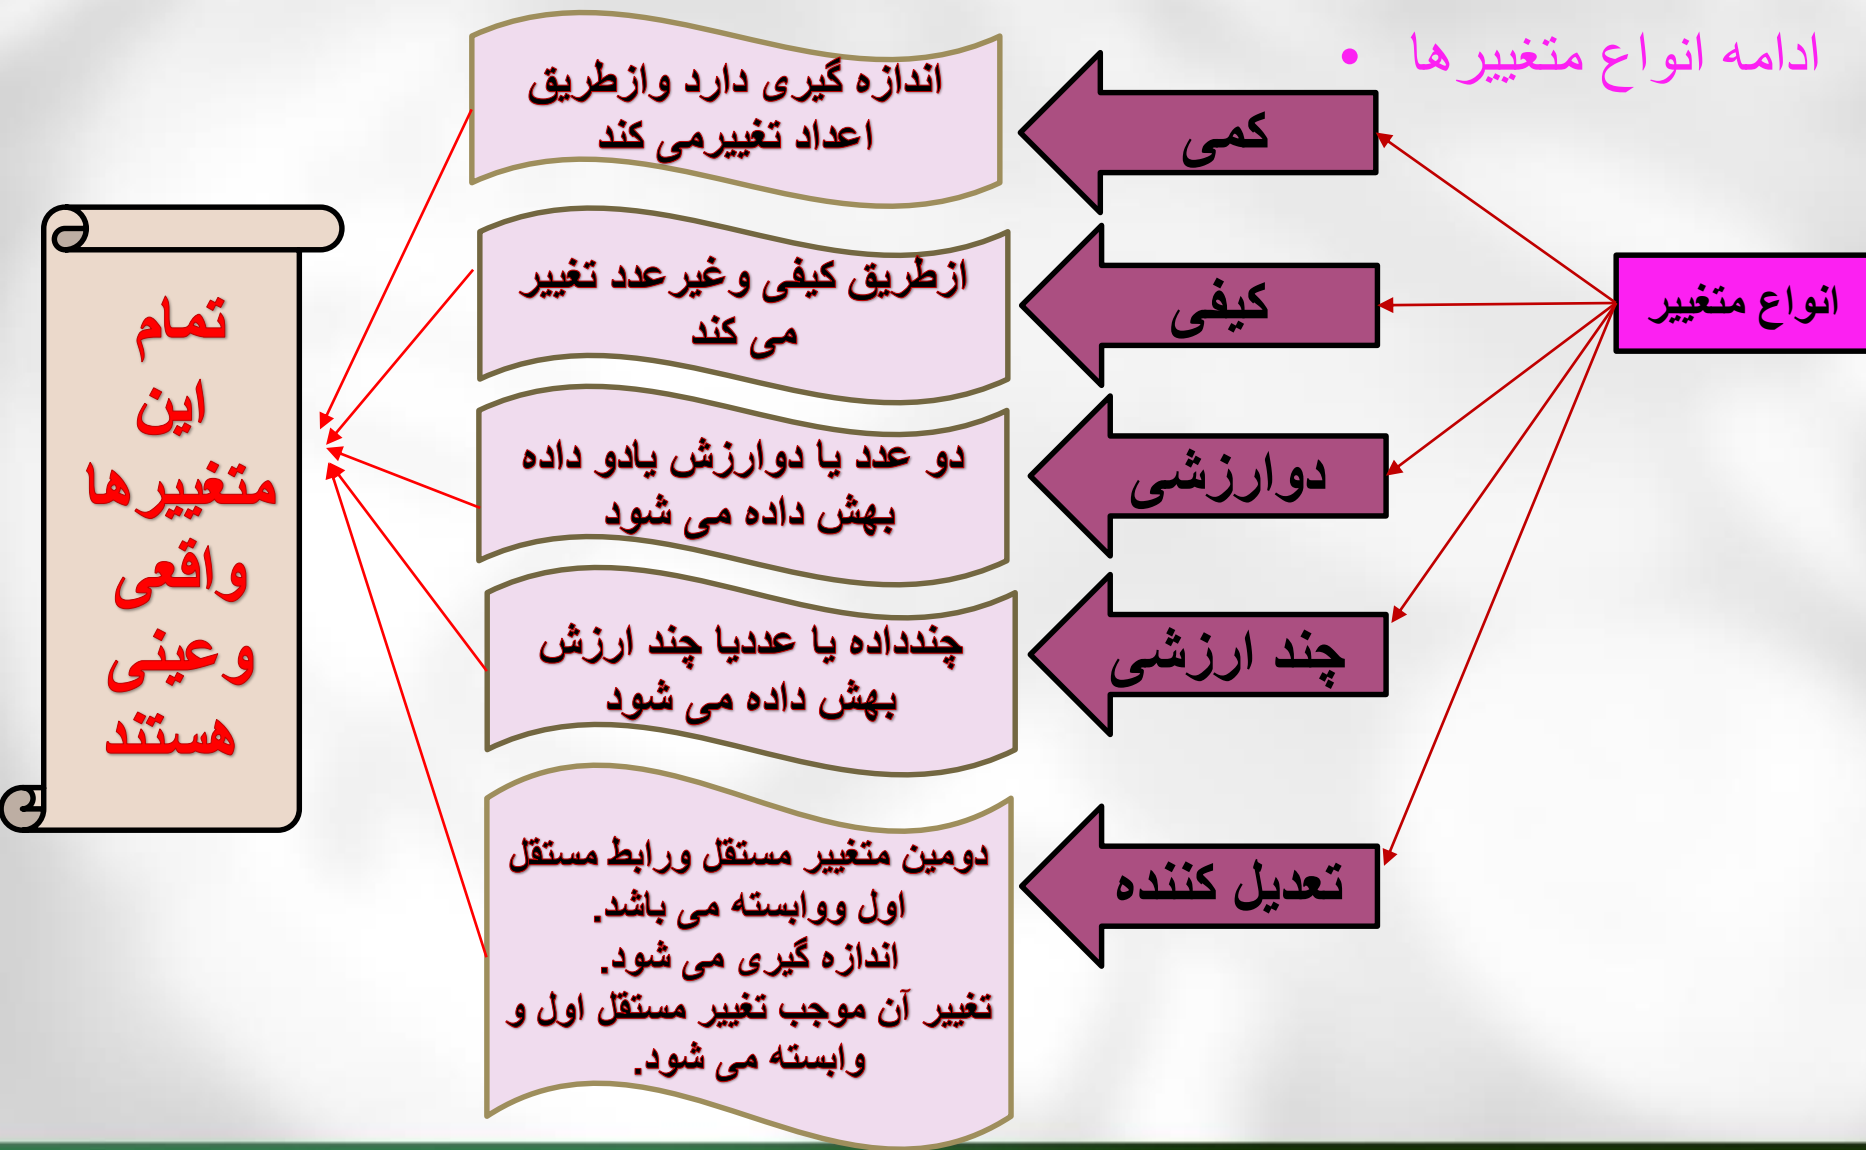 ادامه انواع متغییر ها •
انواع متغییر
کمی
اندازه گیری دارد وازطریق
اعداد تغییرمی کند
کیفی
ازطریق کیفی وغیرعدد تغییر
می کند
دوارزشی
دو عدد یا دوارزش یادو داده
بهش داده می شود
چند ارزشی
چندداده یا عددیا چند ارزش
بهش داده می شود
تعدیل کننده
دومین متغییر مستقل ورابط مستقل
اول ووابسته می باشد.
اندازه گیری می شود.
تغییر آن موجب تغییر مستقل اول و
وابسته می شود.
تمام
این
متغییرها
واقعی
وعینی
هستند